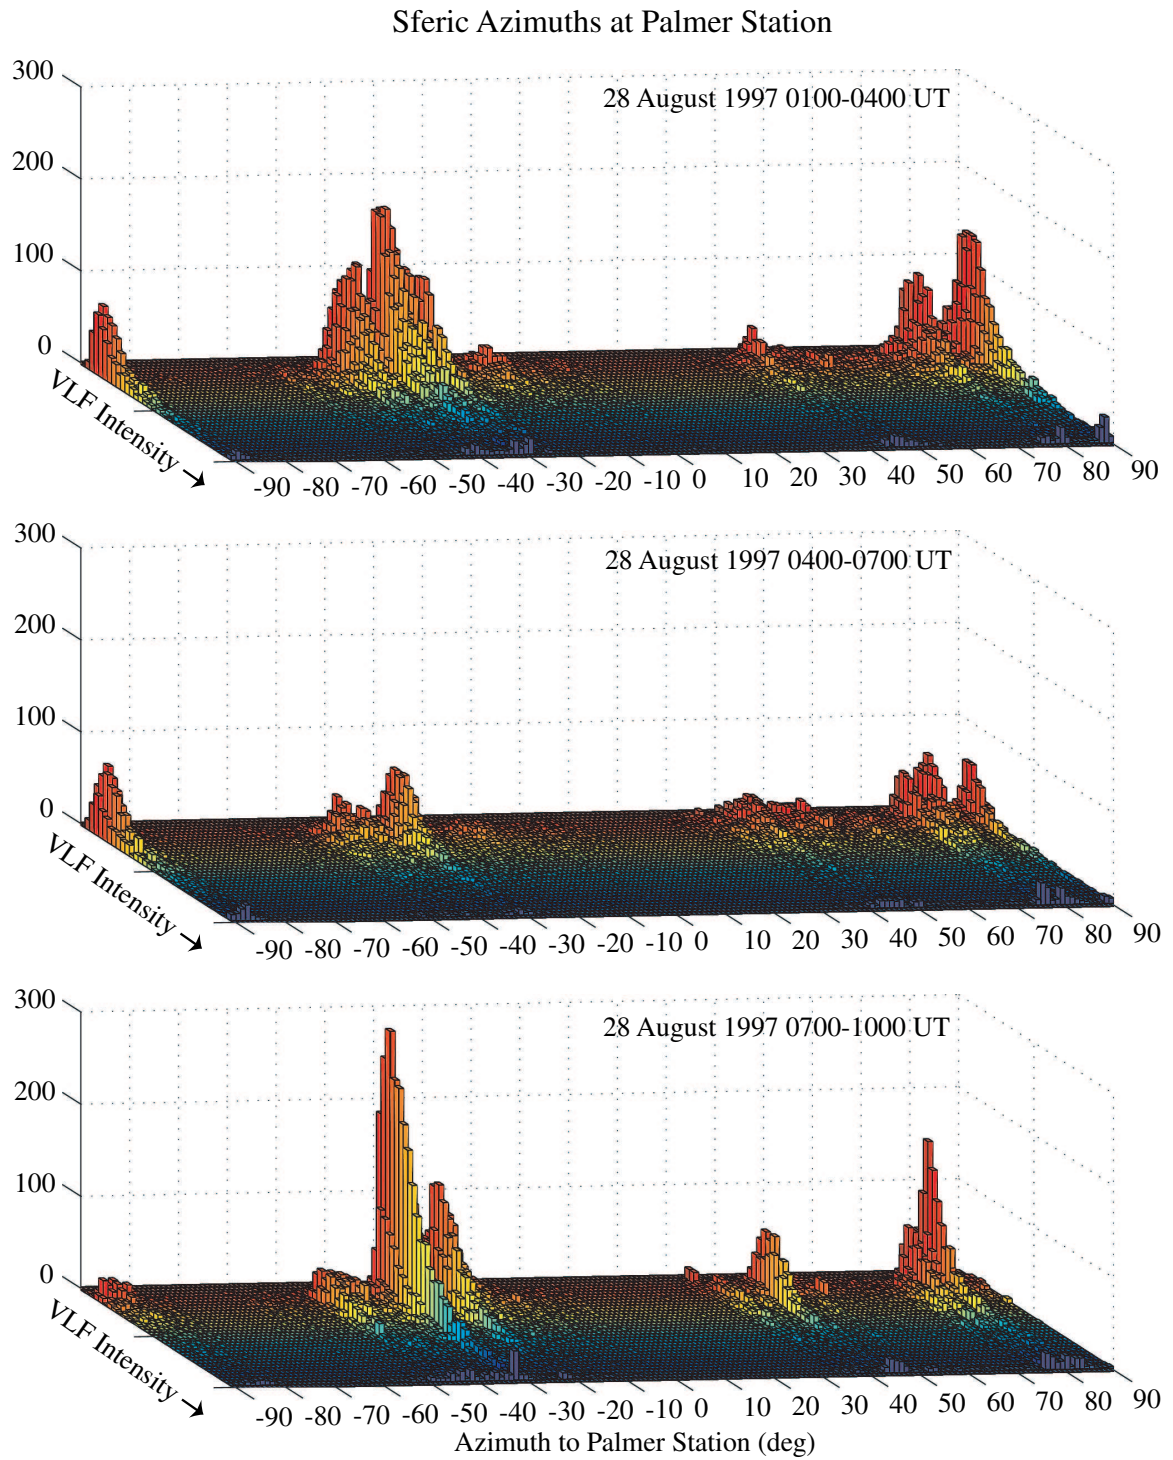 Sferic Azimuths at Palmer Station
300
28 August 1997 0100-0400 UT
200
100
0
VLF Intensity →
-90 -80 -70 -60 -50 -40 -30 -20 -10 0 10 20 30 40 50 60 70 80 90
300
28 August 1997 0400-0700 UT
200
100
0
VLF Intensity →
-90 -80 -70 -60 -50 -40 -30 -20 -10 0 10 20 30 40 50 60 70 80 90
300
28 August 1997 0700-1000 UT
200
100
0
VLF Intensity →
-90 -80 -70 -60 -50 -40 -30 -20 -10 0 10 20 30 40 50 60 70 80 90
Azimuth to Palmer Station (deg)